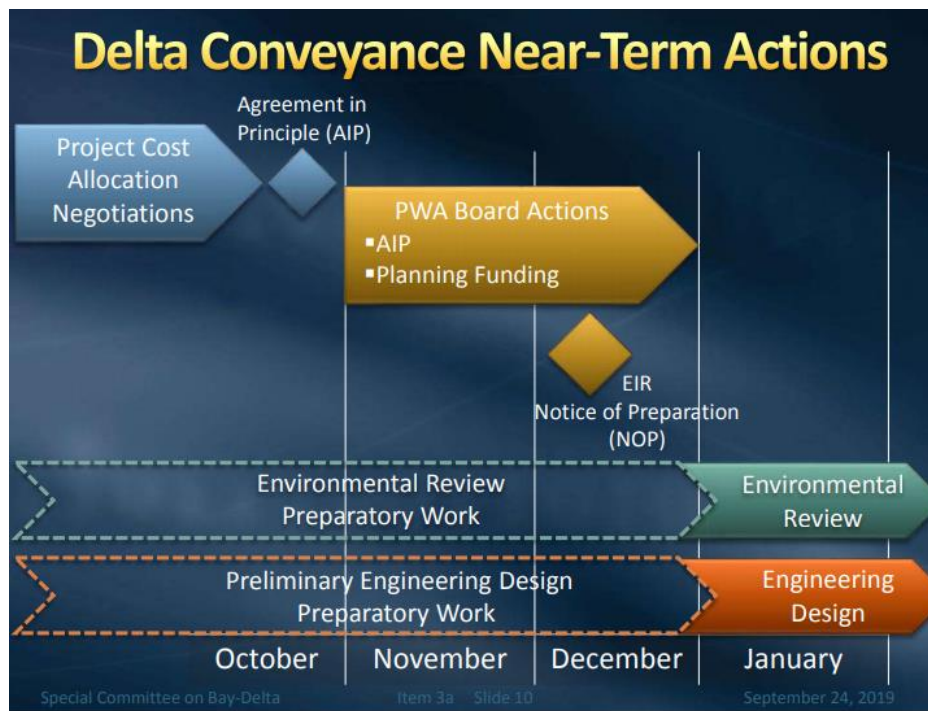 Delta Conveyance Near-Term Actions
Agreement in
Principle (AIP)
Project Cost
Allocation
Negotiations
PWA Board Actions
▪AIP
▪Planning Funding
EIR
Notice of Preparation
(NOP)
Environmental Review
Preparatory Work
Environmental
Review
Preliminary Engineering Design
Preparatory Work
Engineering
Design
October
November
December
January
Special Committee on Bay-Delta
Item 3a Slide 10
September 24, 2019